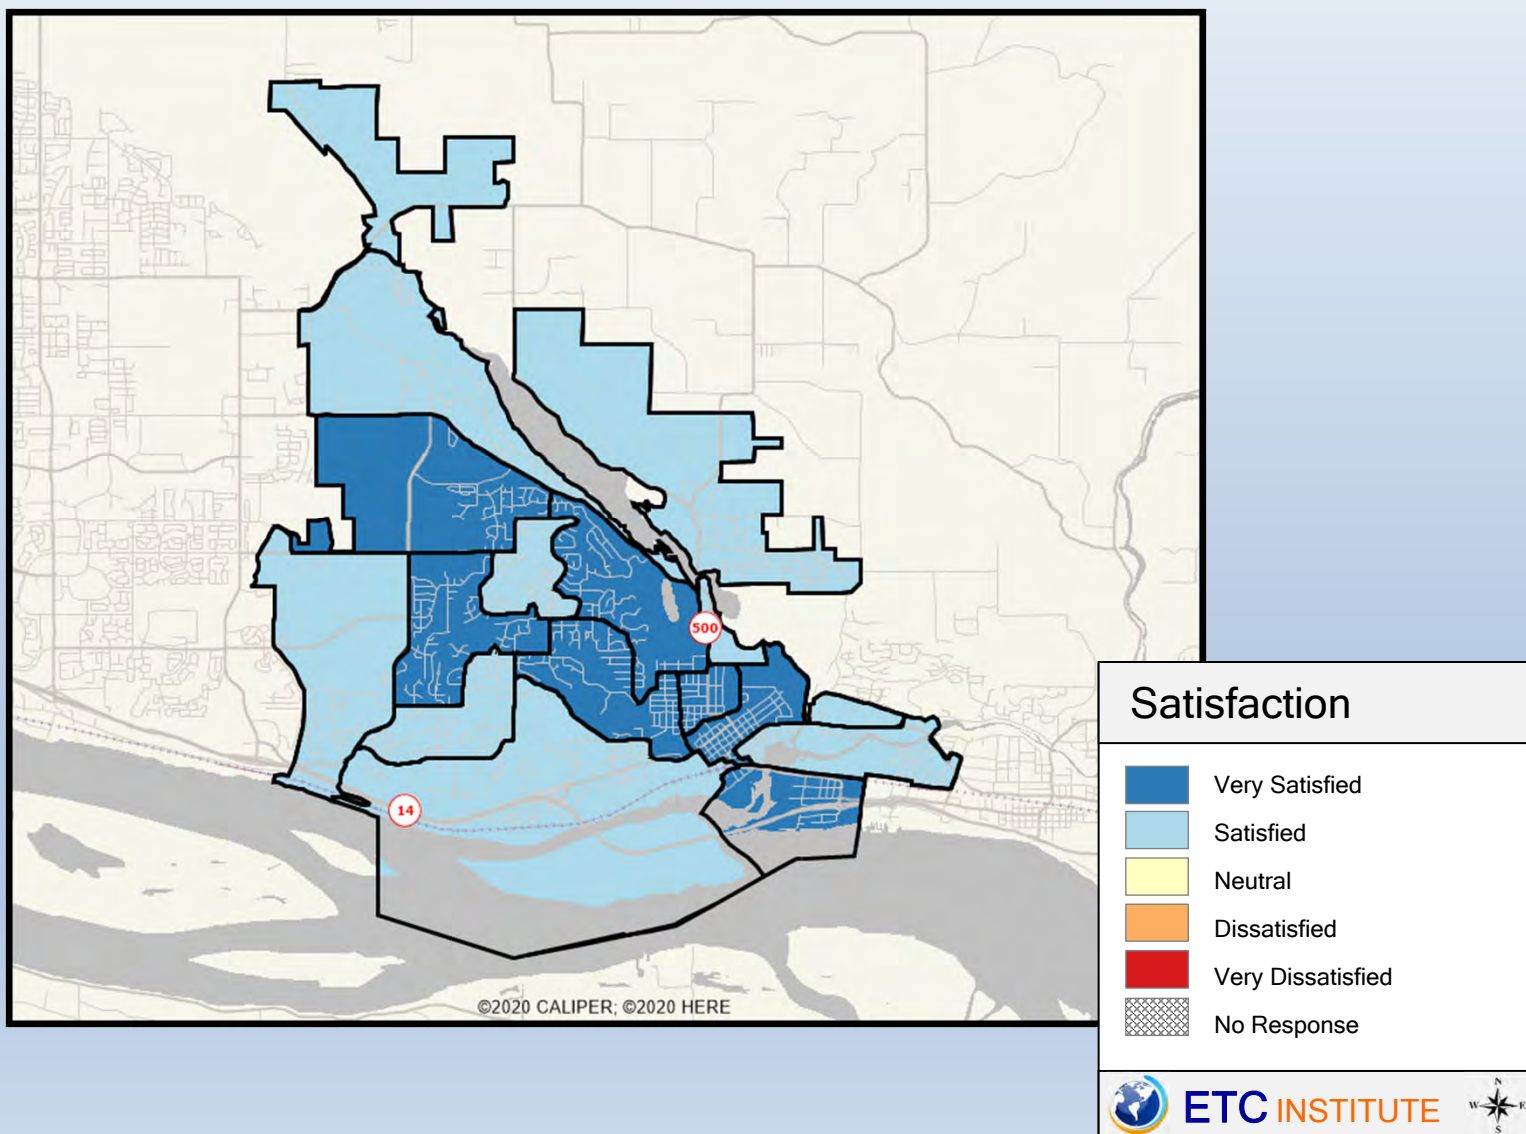 500
14
©2020 CALIPER; ©2020 HERE
Satisfaction
Very Satisfied
Satisfied
Neutral
Dissatisfied
Very Dissatisfied
No Response
ETC INSTITUTE
N
W E
S